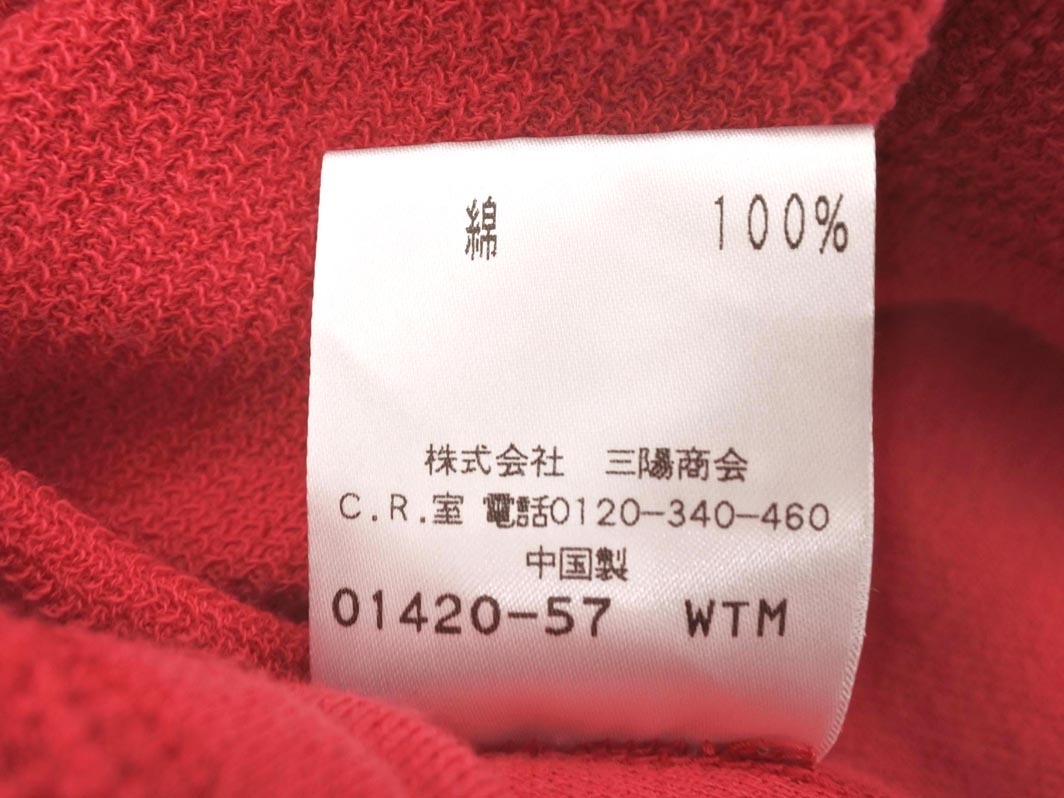 綿 100%
株式会社 三陽商会
C.R.室 電話0120-340-460
中国製
01420-57 WTM